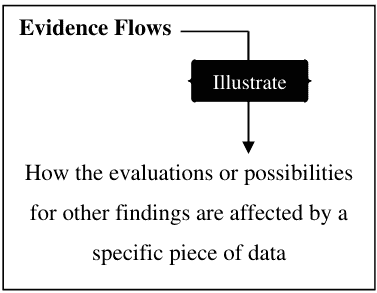 Evidence Flows
Illustrate
How the evaluations or possibilities
for other findings are affected by a
specific piece of data